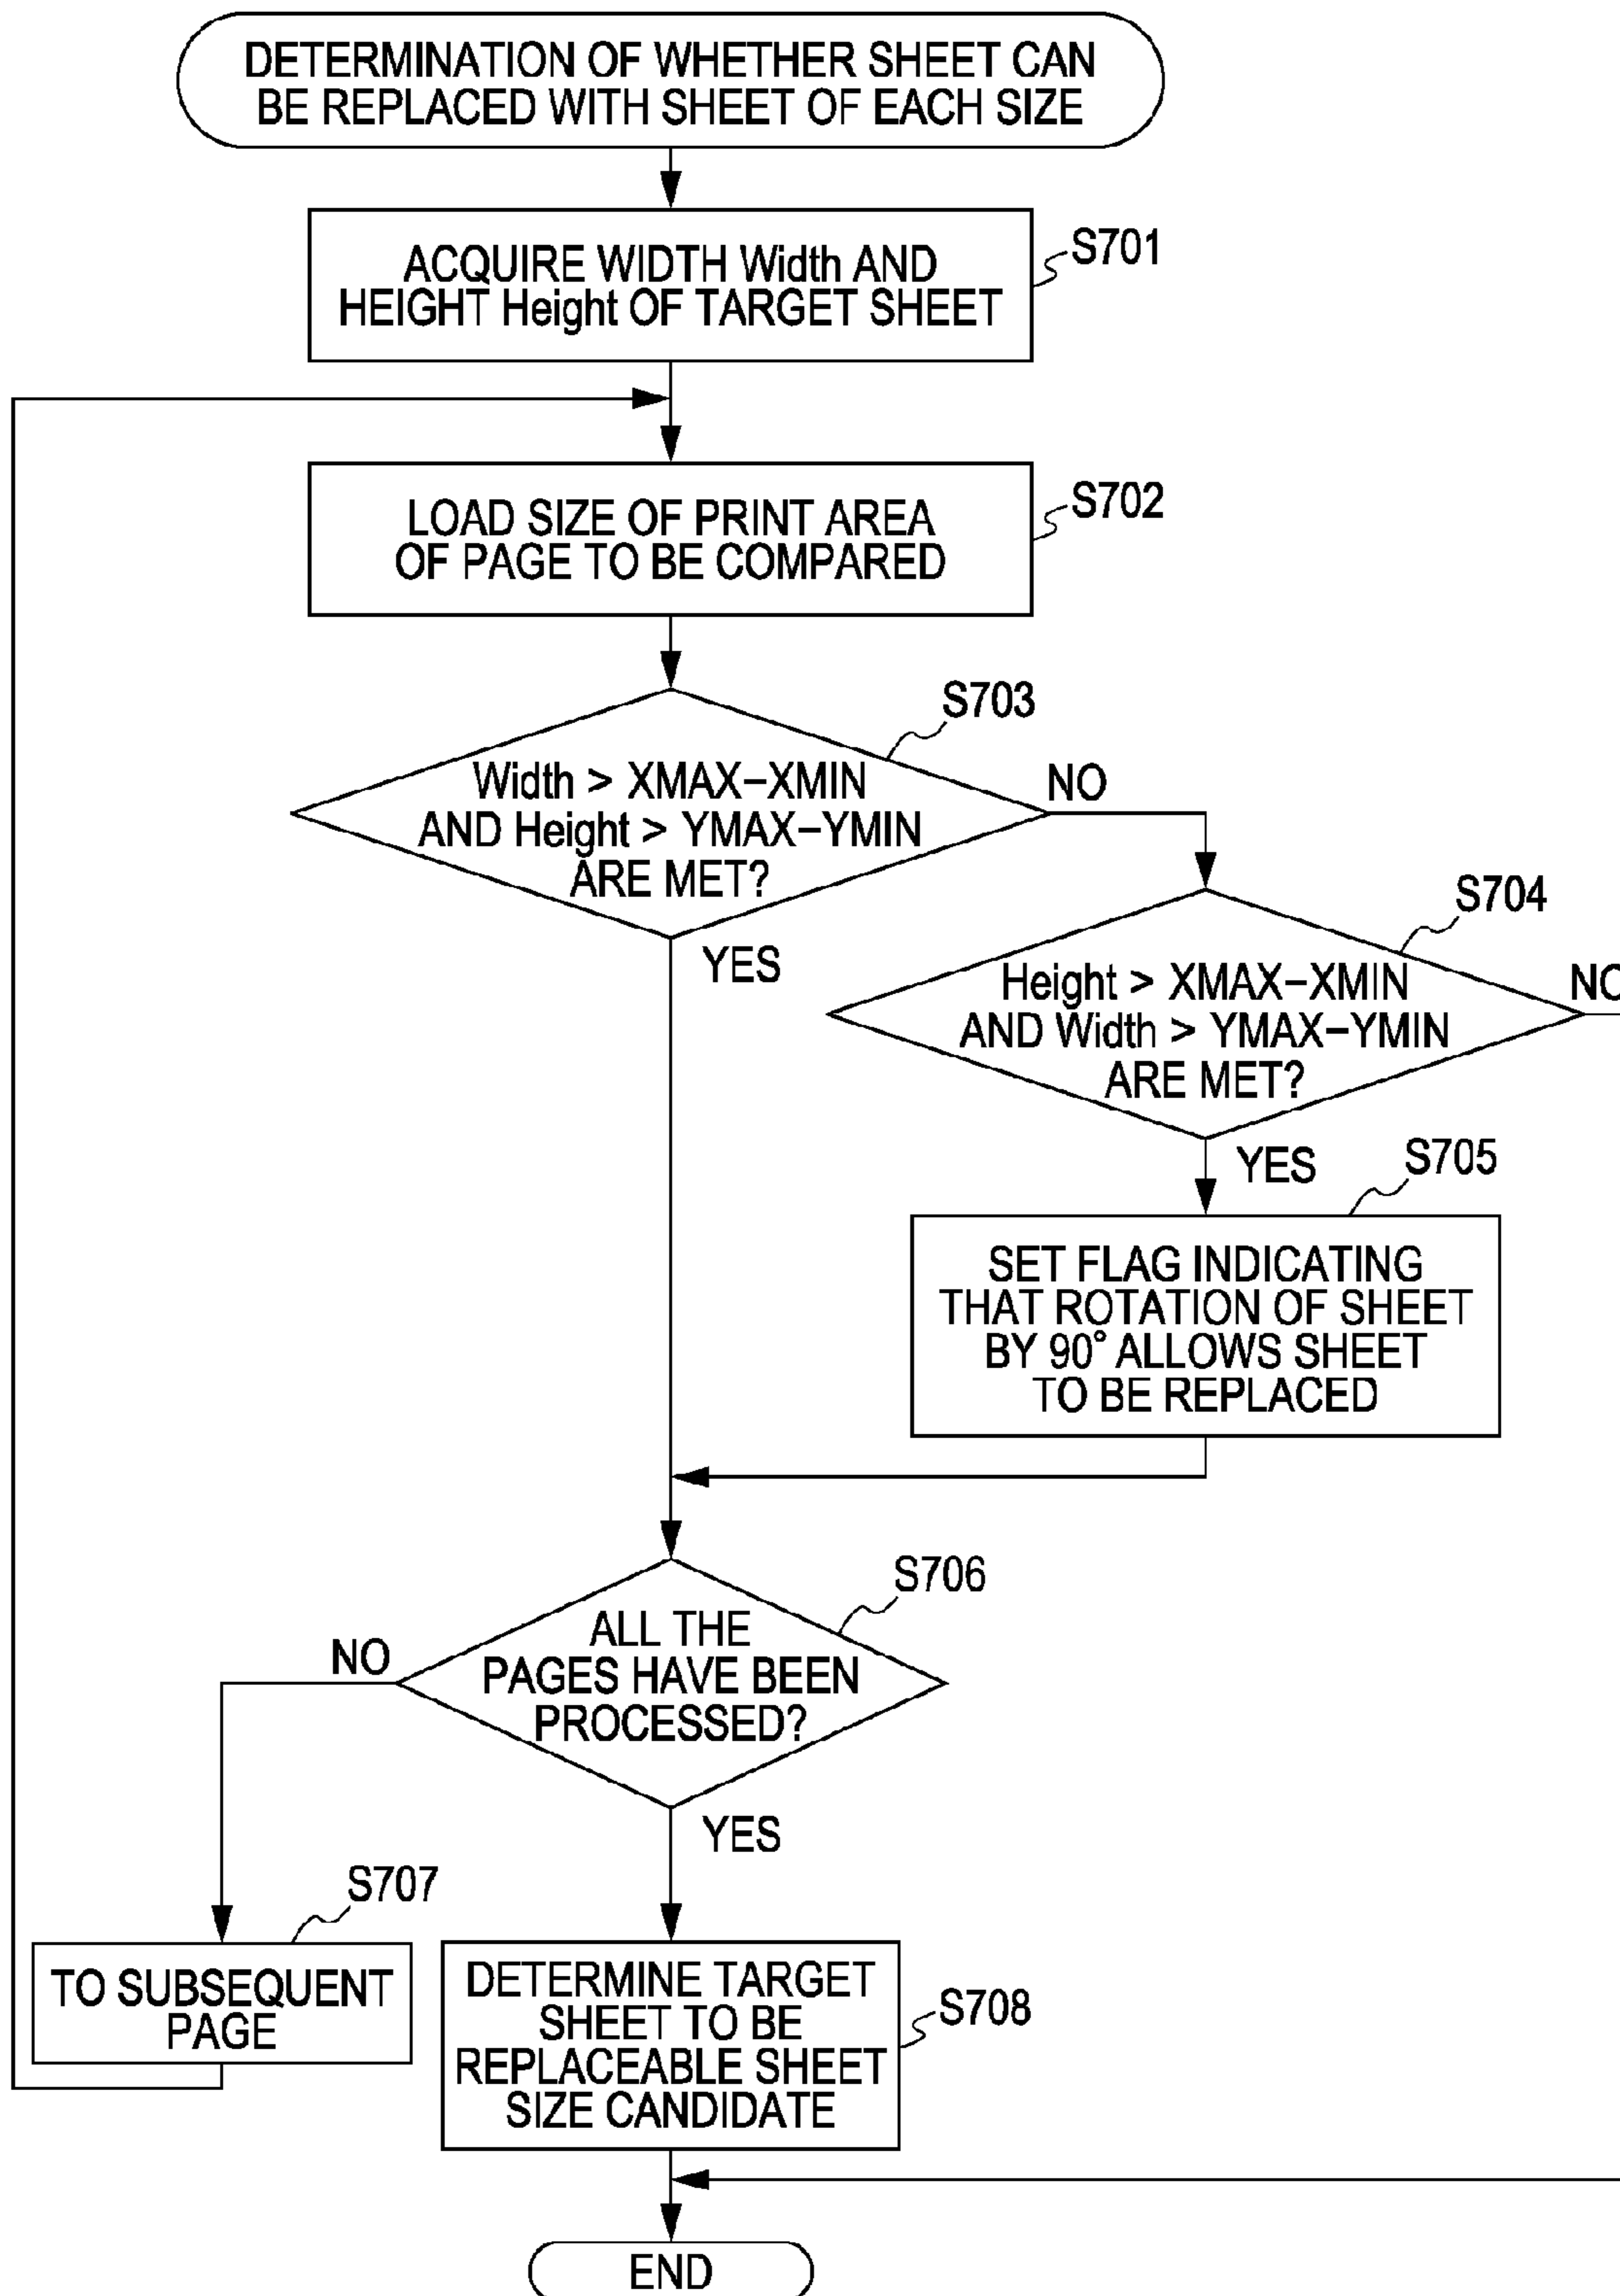 DETERMINATION OF WHETHER SHEET CAN
BE REPLACED WITH SHEET OF EACH SIZE
ACQUIRE WIDTH Width AND
HEIGHT Height OF TARGET SHEET
S701
LOAD SIZE OF PRINT AREA
OF PAGE TO BE COMPARED
S702
S703
Width > XMAX–XMIN
AND Height > YMAX–YMIN
ARE MET?
NO
YES
S704
Height > XMAX–XMIN
AND Width > YMAX–YMIN
ARE MET?
NO
YES
S705
SET FLAG INDICATING
THAT ROTATION OF SHEET
BY 90° ALLOWS SHEET
TO BE REPLACED
S706
ALL THE
PAGES HAVE BEEN
PROCESSED?
NO
YES
S707
TO SUBSEQUENT
PAGE
DETERMINE TARGET
SHEET TO BE
REPLACEABLE SHEET
SIZE CANDIDATE
S708
END